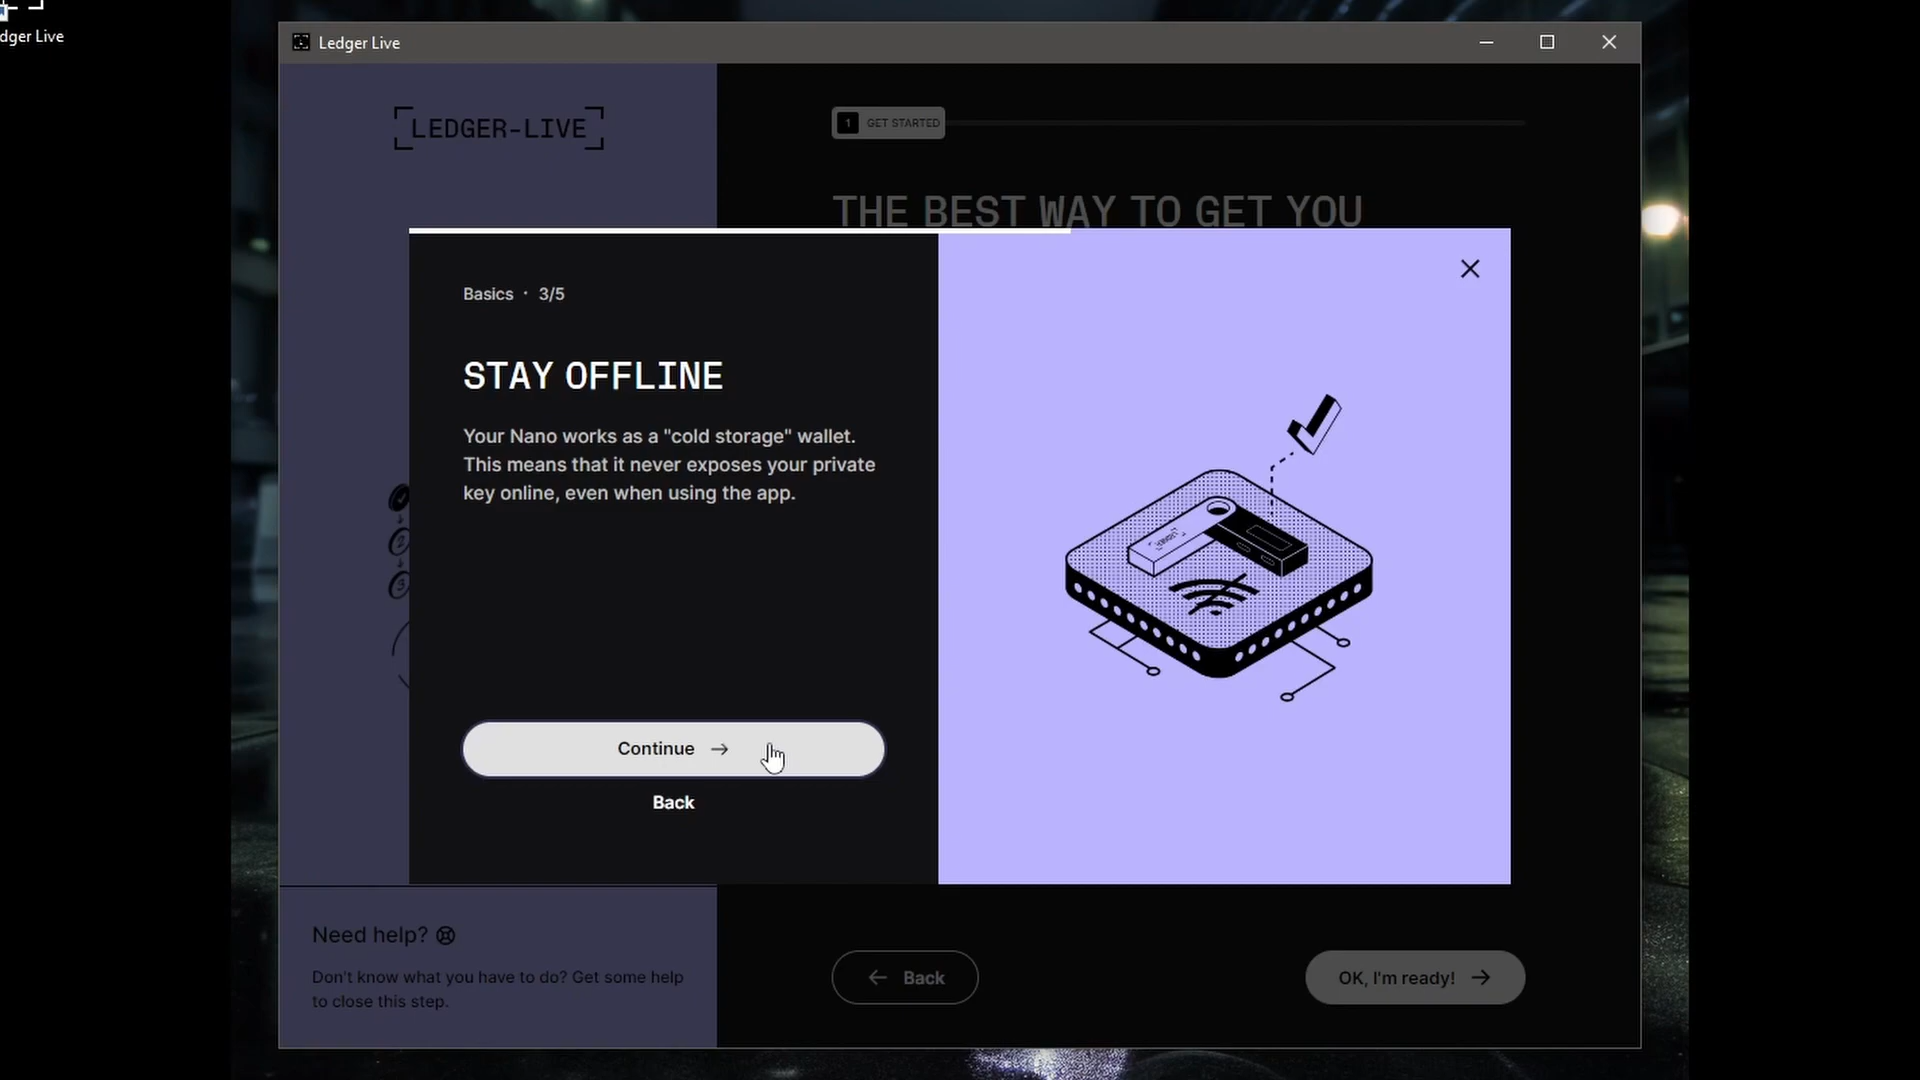 dger Live
Ledger Live
LEDGER-LIVE
1 GET STARTED
THE BEST WAY TO GET YOU
Basics · 3/5
STAY OFFLINE
Your Nano works as a "cold storage" wallet.
This means that it never exposes your private
key online, even when using the app.
Continue →
Back
2
3
Need help?
Don't know what you have to do? Get some help
to close this step.
← Back
OK, I'm ready! →